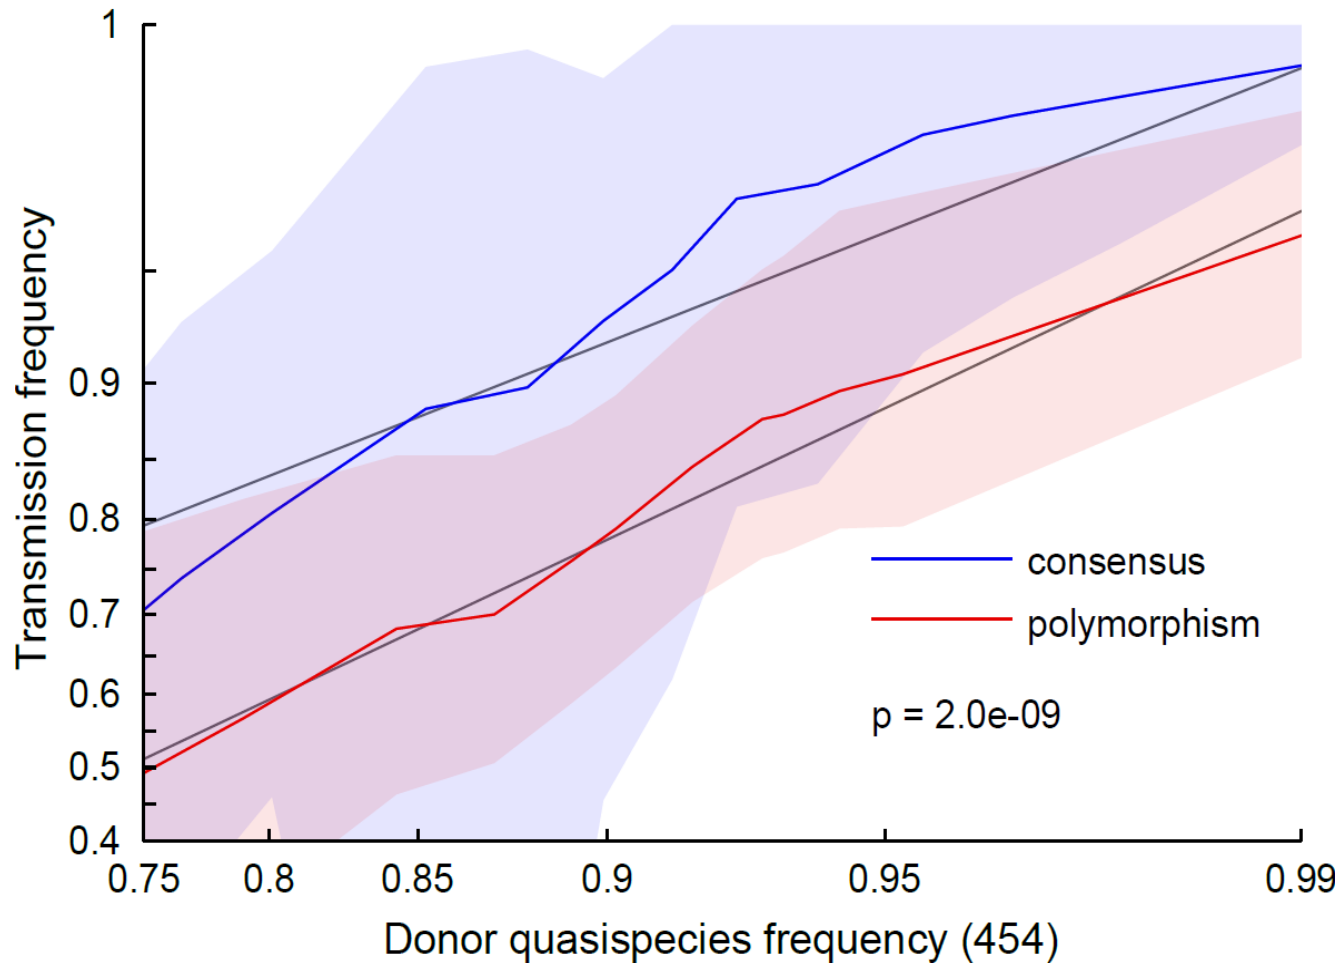 1
0.9
0.8
0.7
0.6
0.5
0.4
Transmission frequency
consensus
polymorphism
p = 2.0e-09
0.75 0.8 0.85 0.9 0.95 0.99
Donor quasispecies frequency (454)